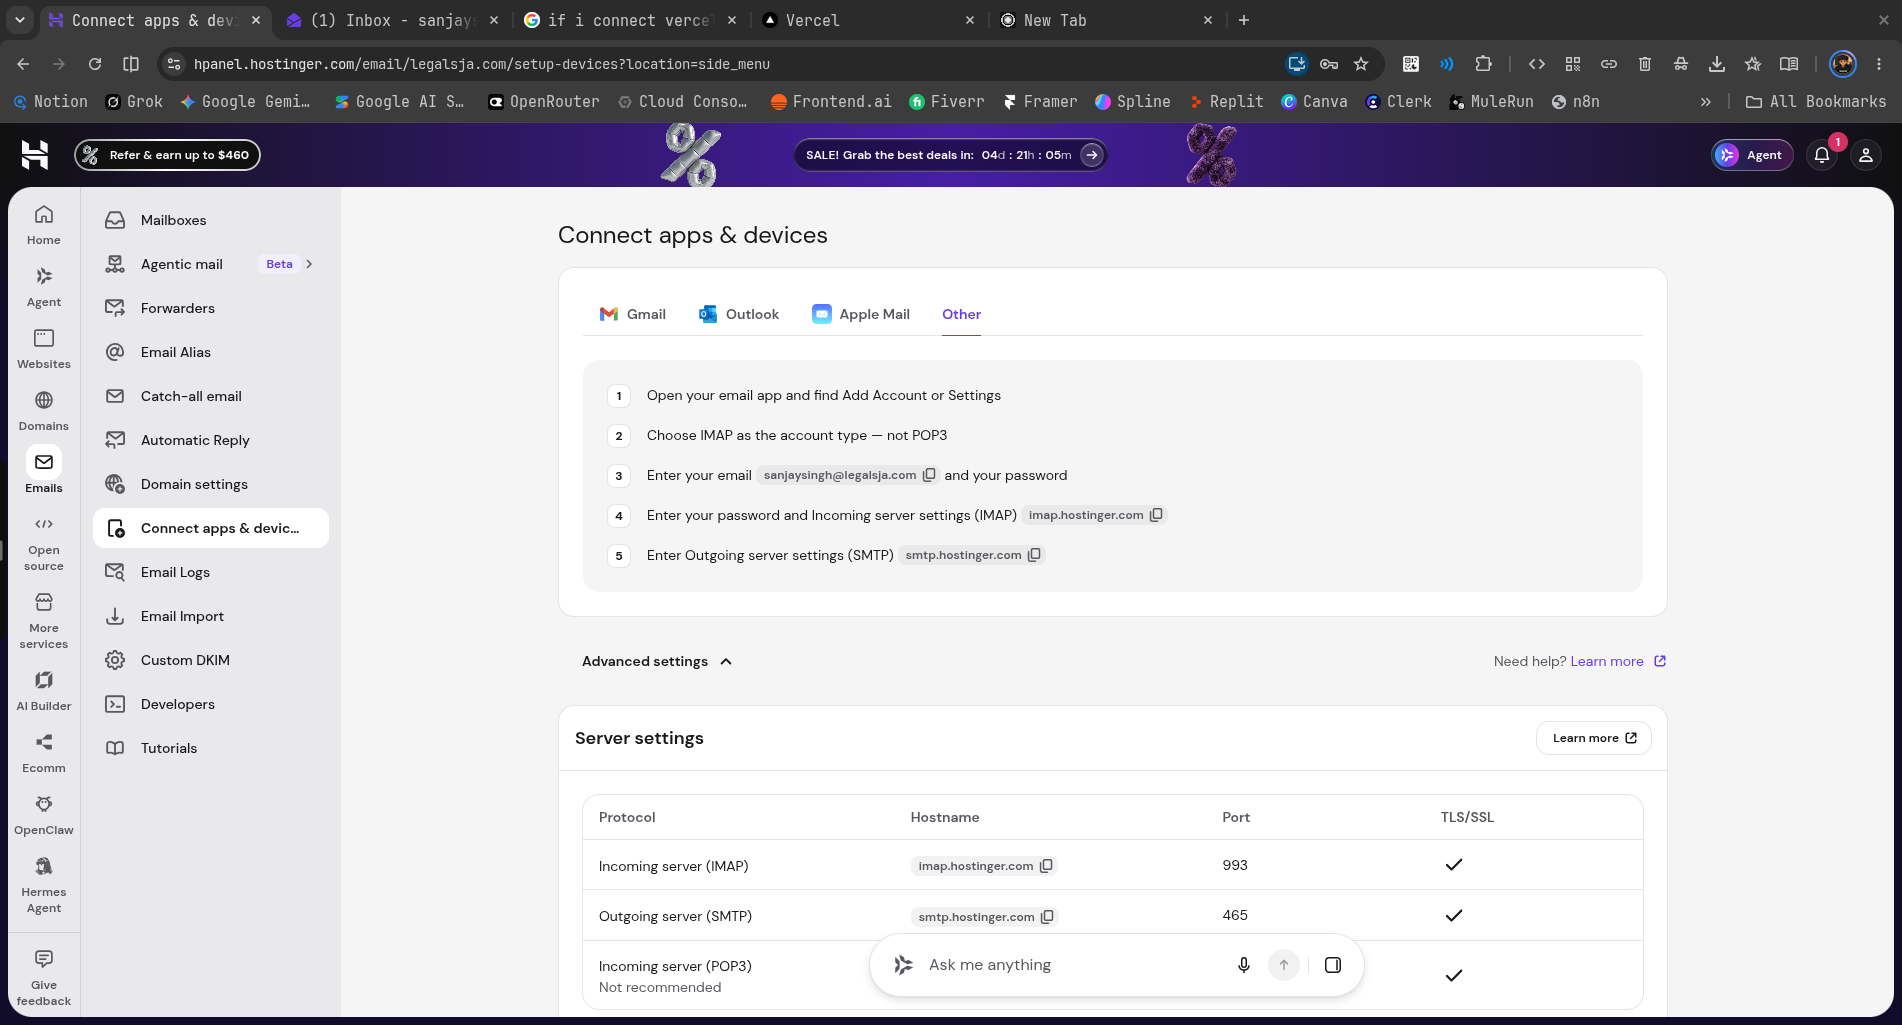 Connect apps & dev
(1) Inbox - sanjays
if i connect vercel
Vercel
New Tab
hpanel.hostinger.com/email/legalsja.com/setup-devices?location=side_menu
Notion
Grok
Google Gemi…
Google AI S…
OpenRouter
Cloud Conso…
Frontend.ai
Fiverr
Framer
Spline
Replit
Canva
Clerk
MuleRun
n8n
All Bookmarks
Refer & earn up to $460
SALE! Grab the best deals in: 04d : 21h : 05m
Agent
1
Home
Agent
Websites
Domains
Emails
Open
source
More
services
AI Builder
Ecomm
OpenClaw
Hermes
Agent
Give
feedback
Mailboxes
Agentic mail Beta
Forwarders
Email Alias
Catch-all email
Automatic Reply
Domain settings
Connect apps & devic...
Email Logs
Email Import
Custom DKIM
Developers
Tutorials
Connect apps & devices
Gmail Outlook Apple Mail Other
1 Open your email app and find Add Account or Settings
2 Choose IMAP as the account type — not POP3
3 Enter your email sanjaysingh@legalsja.com and your password
4 Enter your password and Incoming server settings (IMAP) imap.hostinger.com
5 Enter Outgoing server settings (SMTP) smtp.hostinger.com
Advanced settings
Need help? Learn more
Server settings
Learn more
Protocol Hostname Port TLS/SSL
Incoming server (IMAP) imap.hostinger.com 993
Outgoing server (SMTP) smtp.hostinger.com 465
Incoming server (POP3)
Not recommended
Ask me anything